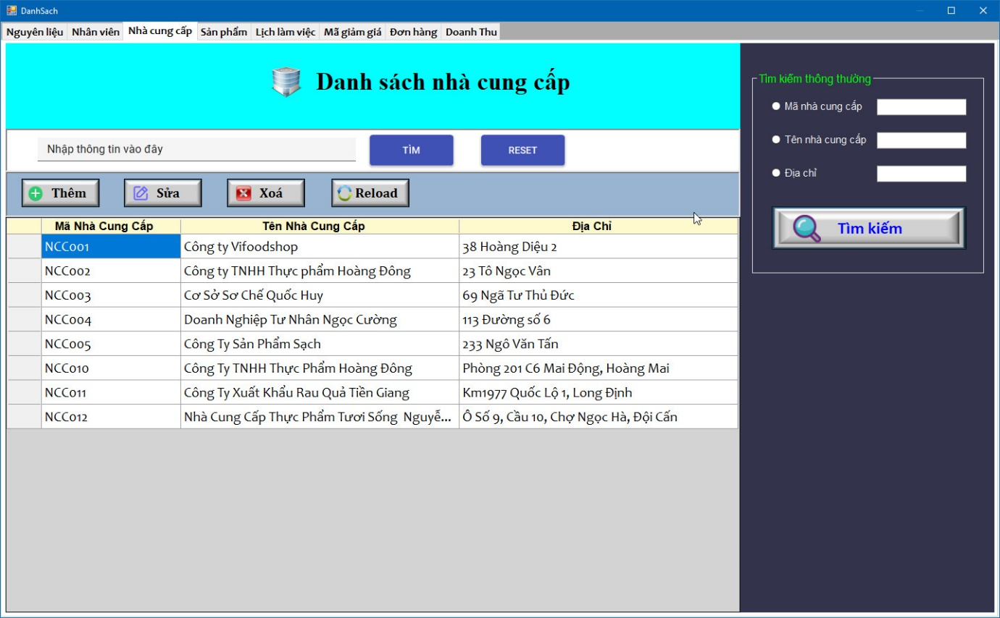 DanhSach
Nguyên liệu Nhân viên Nhà cung cấp Sản phẩm Lịch làm việc Mã giảm giá Đơn hàng Doanh Thu
Danh sách nhà cung cấp
Nhập thông tin vào đây TÌM RESET
Thêm Sửa Xoá Reload
Mã Nhà Cung Cấp Tên Nhà Cung Cấp Địa Chỉ
NCC001 Công ty Vifoodshop 38 Hoàng Diệu 2
NCC002 Công ty TNHH Thực phẩm Hoàng Đông 23 Tô Ngọc Vân
NCC003 Cơ Sở Sơ Chế Quốc Huy 69 Ngã Tư Thủ Đức
NCC004 Doanh Nghiệp Tư Nhân Ngọc Cường 113 Đường số 6
NCC005 Công Ty Sản Phẩm Sạch 233 Ngô Văn Tấn
NCC010 Công Ty TNHH Thực Phẩm Hoàng Đông Phòng 201 C6 Mai Động, Hoàng Mai
NCC011 Công Ty Xuất Khẩu Rau Quả Tiền Giang Km1977 Quốc Lộ 1, Long Định
NCC012 Nhà Cung Cấp Thực Phẩm Tươi Sống Nguyễ... Ô Số 9, Cầu 10, Chợ Ngọc Hà, Đội Cấn
Tìm kiếm thông thường
Mã nhà cung cấp
Tên nhà cung cấp
Địa chỉ
Tìm kiếm